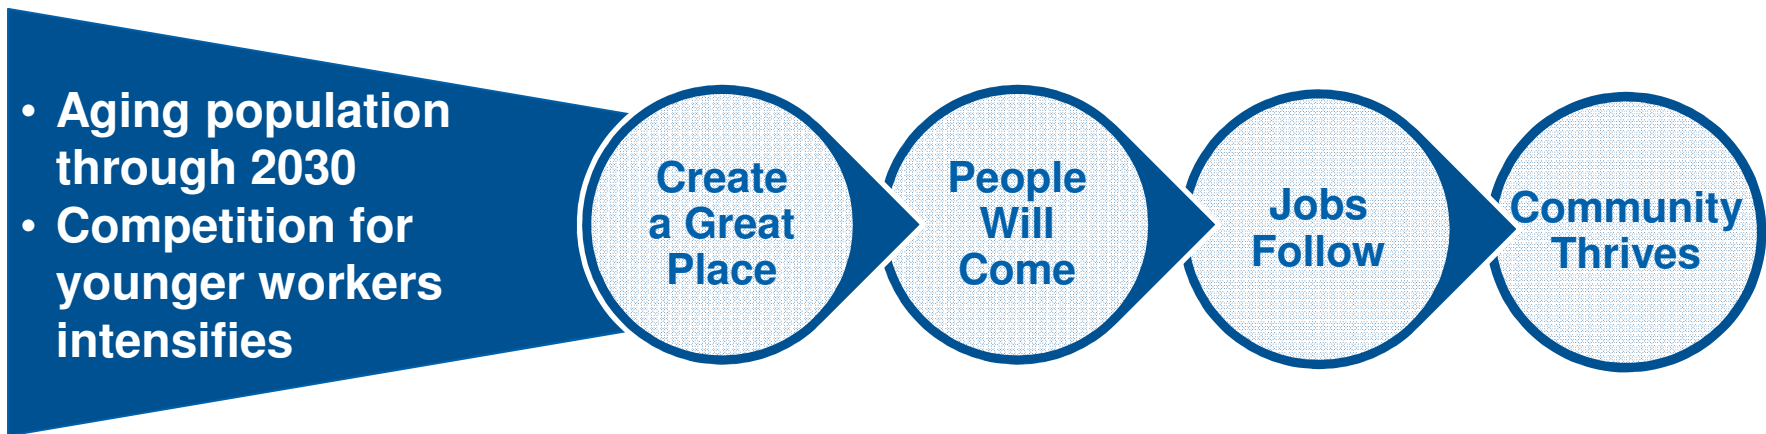 • Aging population
through 2030
• Competition for
younger workers
intensifies
Create
a Great
Place
People
Will
Come
Jobs
Follow
Community
Thrives